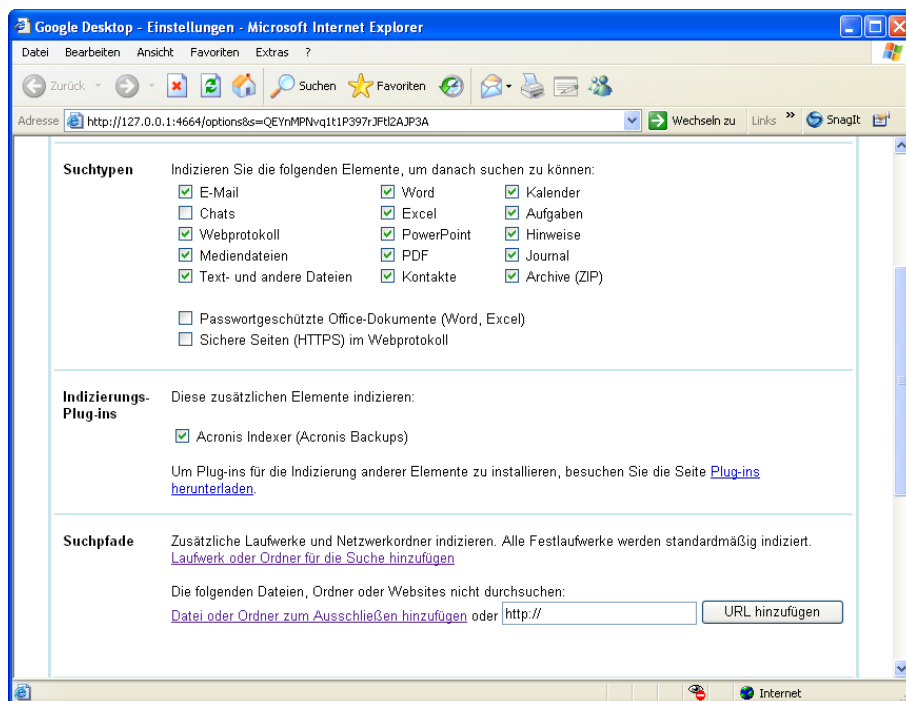 Google Desktop - Einstellungen - Microsoft Internet Explorer
Datei Bearbeiten Ansicht Favoriten Extras ?
Zurück Suchen Favoriten
Adresse http://127.0.0.1:4664/options&s=QEYnMPNvq1t1P397rJFtl2AJP3A Wechseln zu Links » SnagIt
Suchtypen Indizieren Sie die folgenden Elemente, um danach suchen zu können:
E-Mail Word Kalender
Chats Excel Aufgaben
Webprotokoll PowerPoint Hinweise
Mediendateien PDF Journal
Text- und andere Dateien Kontakte Archive (ZIP)
Passwortgeschützte Office-Dokumente (Word, Excel)
Sichere Seiten (HTTPS) im Webprotokoll
Indizierungs- Diese zusätzlichen Elemente indizieren:
Plug-ins
Acronis Indexer (Acronis Backups)
Um Plug-ins für die Indizierung anderer Elemente zu installieren, besuchen Sie die Seite Plug-ins
herunterladen.
Suchpfade Zusätzliche Laufwerke und Netzwerkordner indizieren. Alle Festlaufwerke werden standardmäßig indiziert.
Laufwerk oder Ordner für die Suche hinzufügen
Die folgenden Dateien, Ordner oder Websites nicht durchsuchen:
Datei oder Ordner zum Ausschließen hinzufügen oder http:// URL hinzufügen
Internet